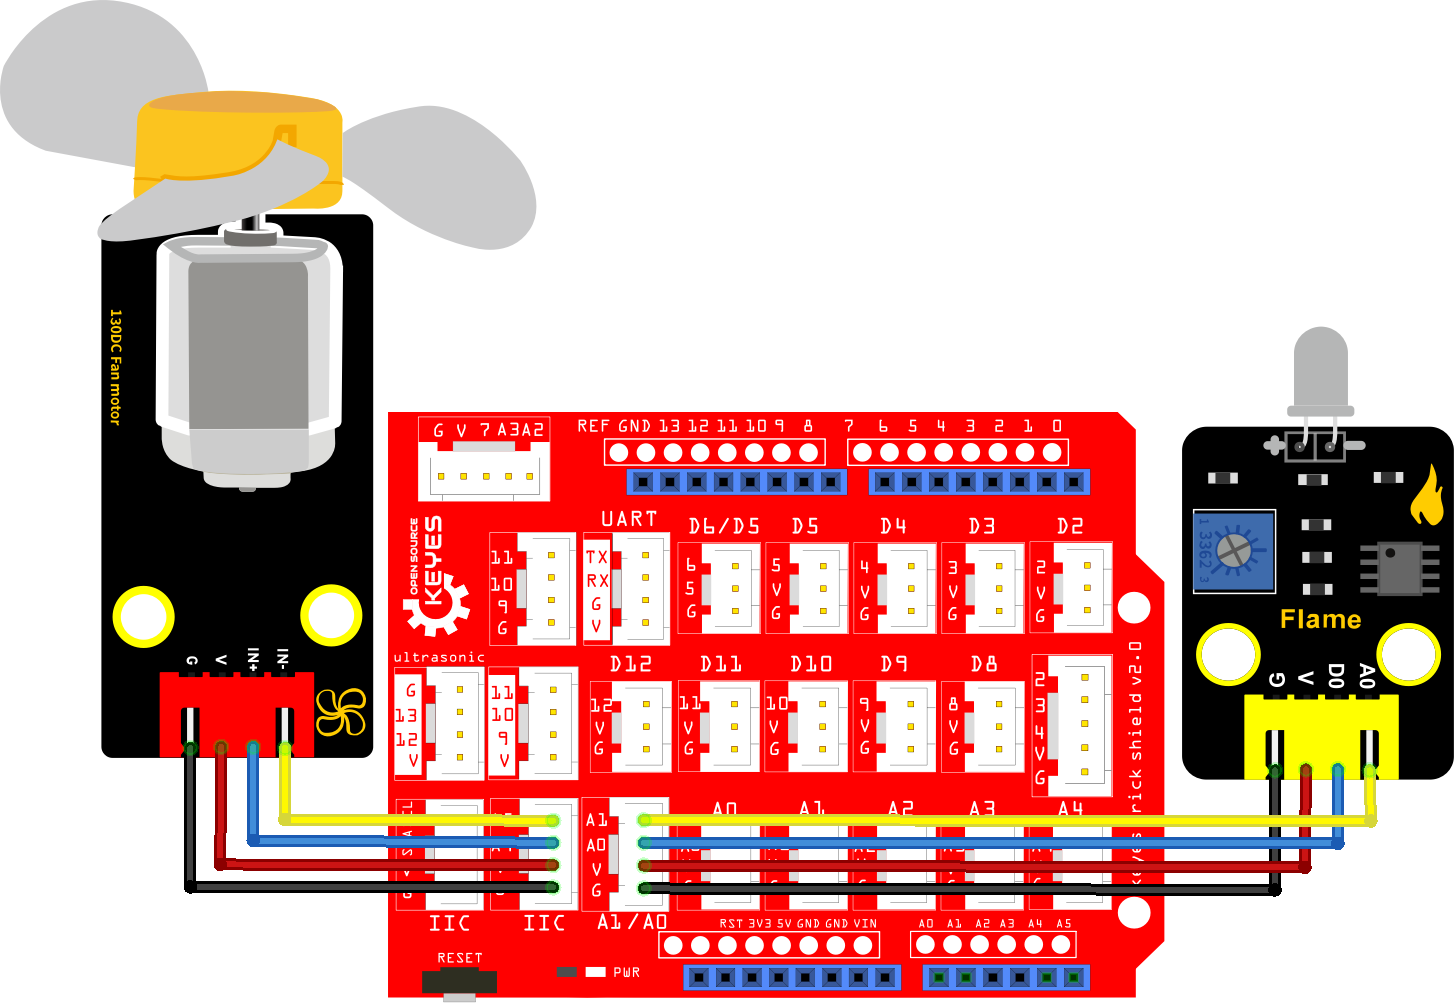 130DC Fan motor
G V IN+ IN-
G V 7 A3 A2
REF GND 13 12 11 10 9 8
7 6 5 4 3 2 1 0
OPEN SOURCE
KEYES
11
10
9
G
UART
TX
RX
G
V
D6/D5
6
5
G
D5
5
V
G
D4
4
V
G
D3
3
V
G
D2
2
V
G
ultrasonic
G
13
12
V
11
10
9
V
D12
12
V
G
D11
11
V
G
D10
10
V
G
D9
9
V
G
D8
8
V
G
2
3
4
V
G
rick shield v2.0
IIC
IIC
A1
A0
V
G
A1/A0
A0
A1
A2
A3
A4
RST 3V3 5V GND GND VIN
A0 A1 A2 A3 A4 A5
RESET
PWR
1 3362 3
Flame
G V D0 A0